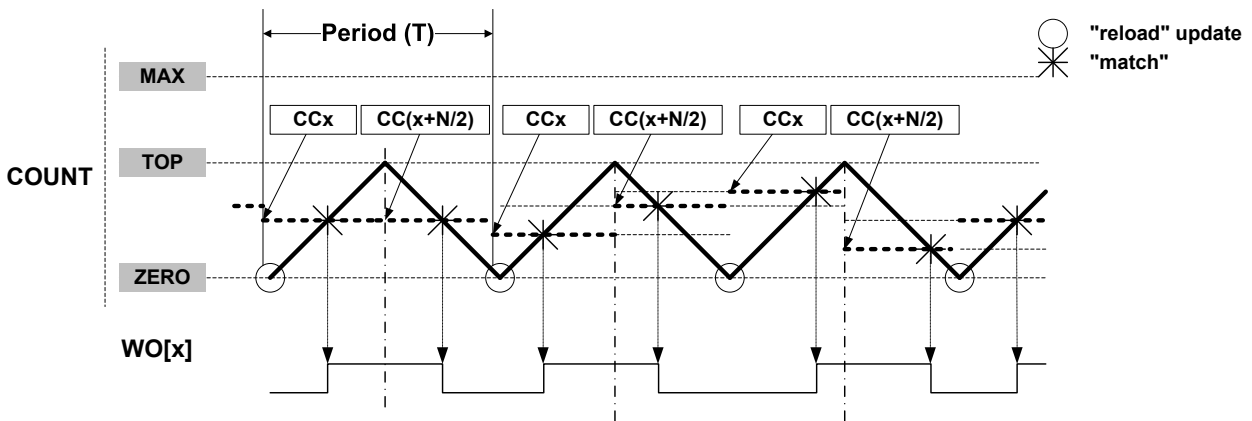 Period (T)
"reload" update
"match"
MAX
CCx
CC(x+N/2)
CCx
CC(x+N/2)
CCx
CC(x+N/2)
TOP
COUNT
ZERO
WO[x]